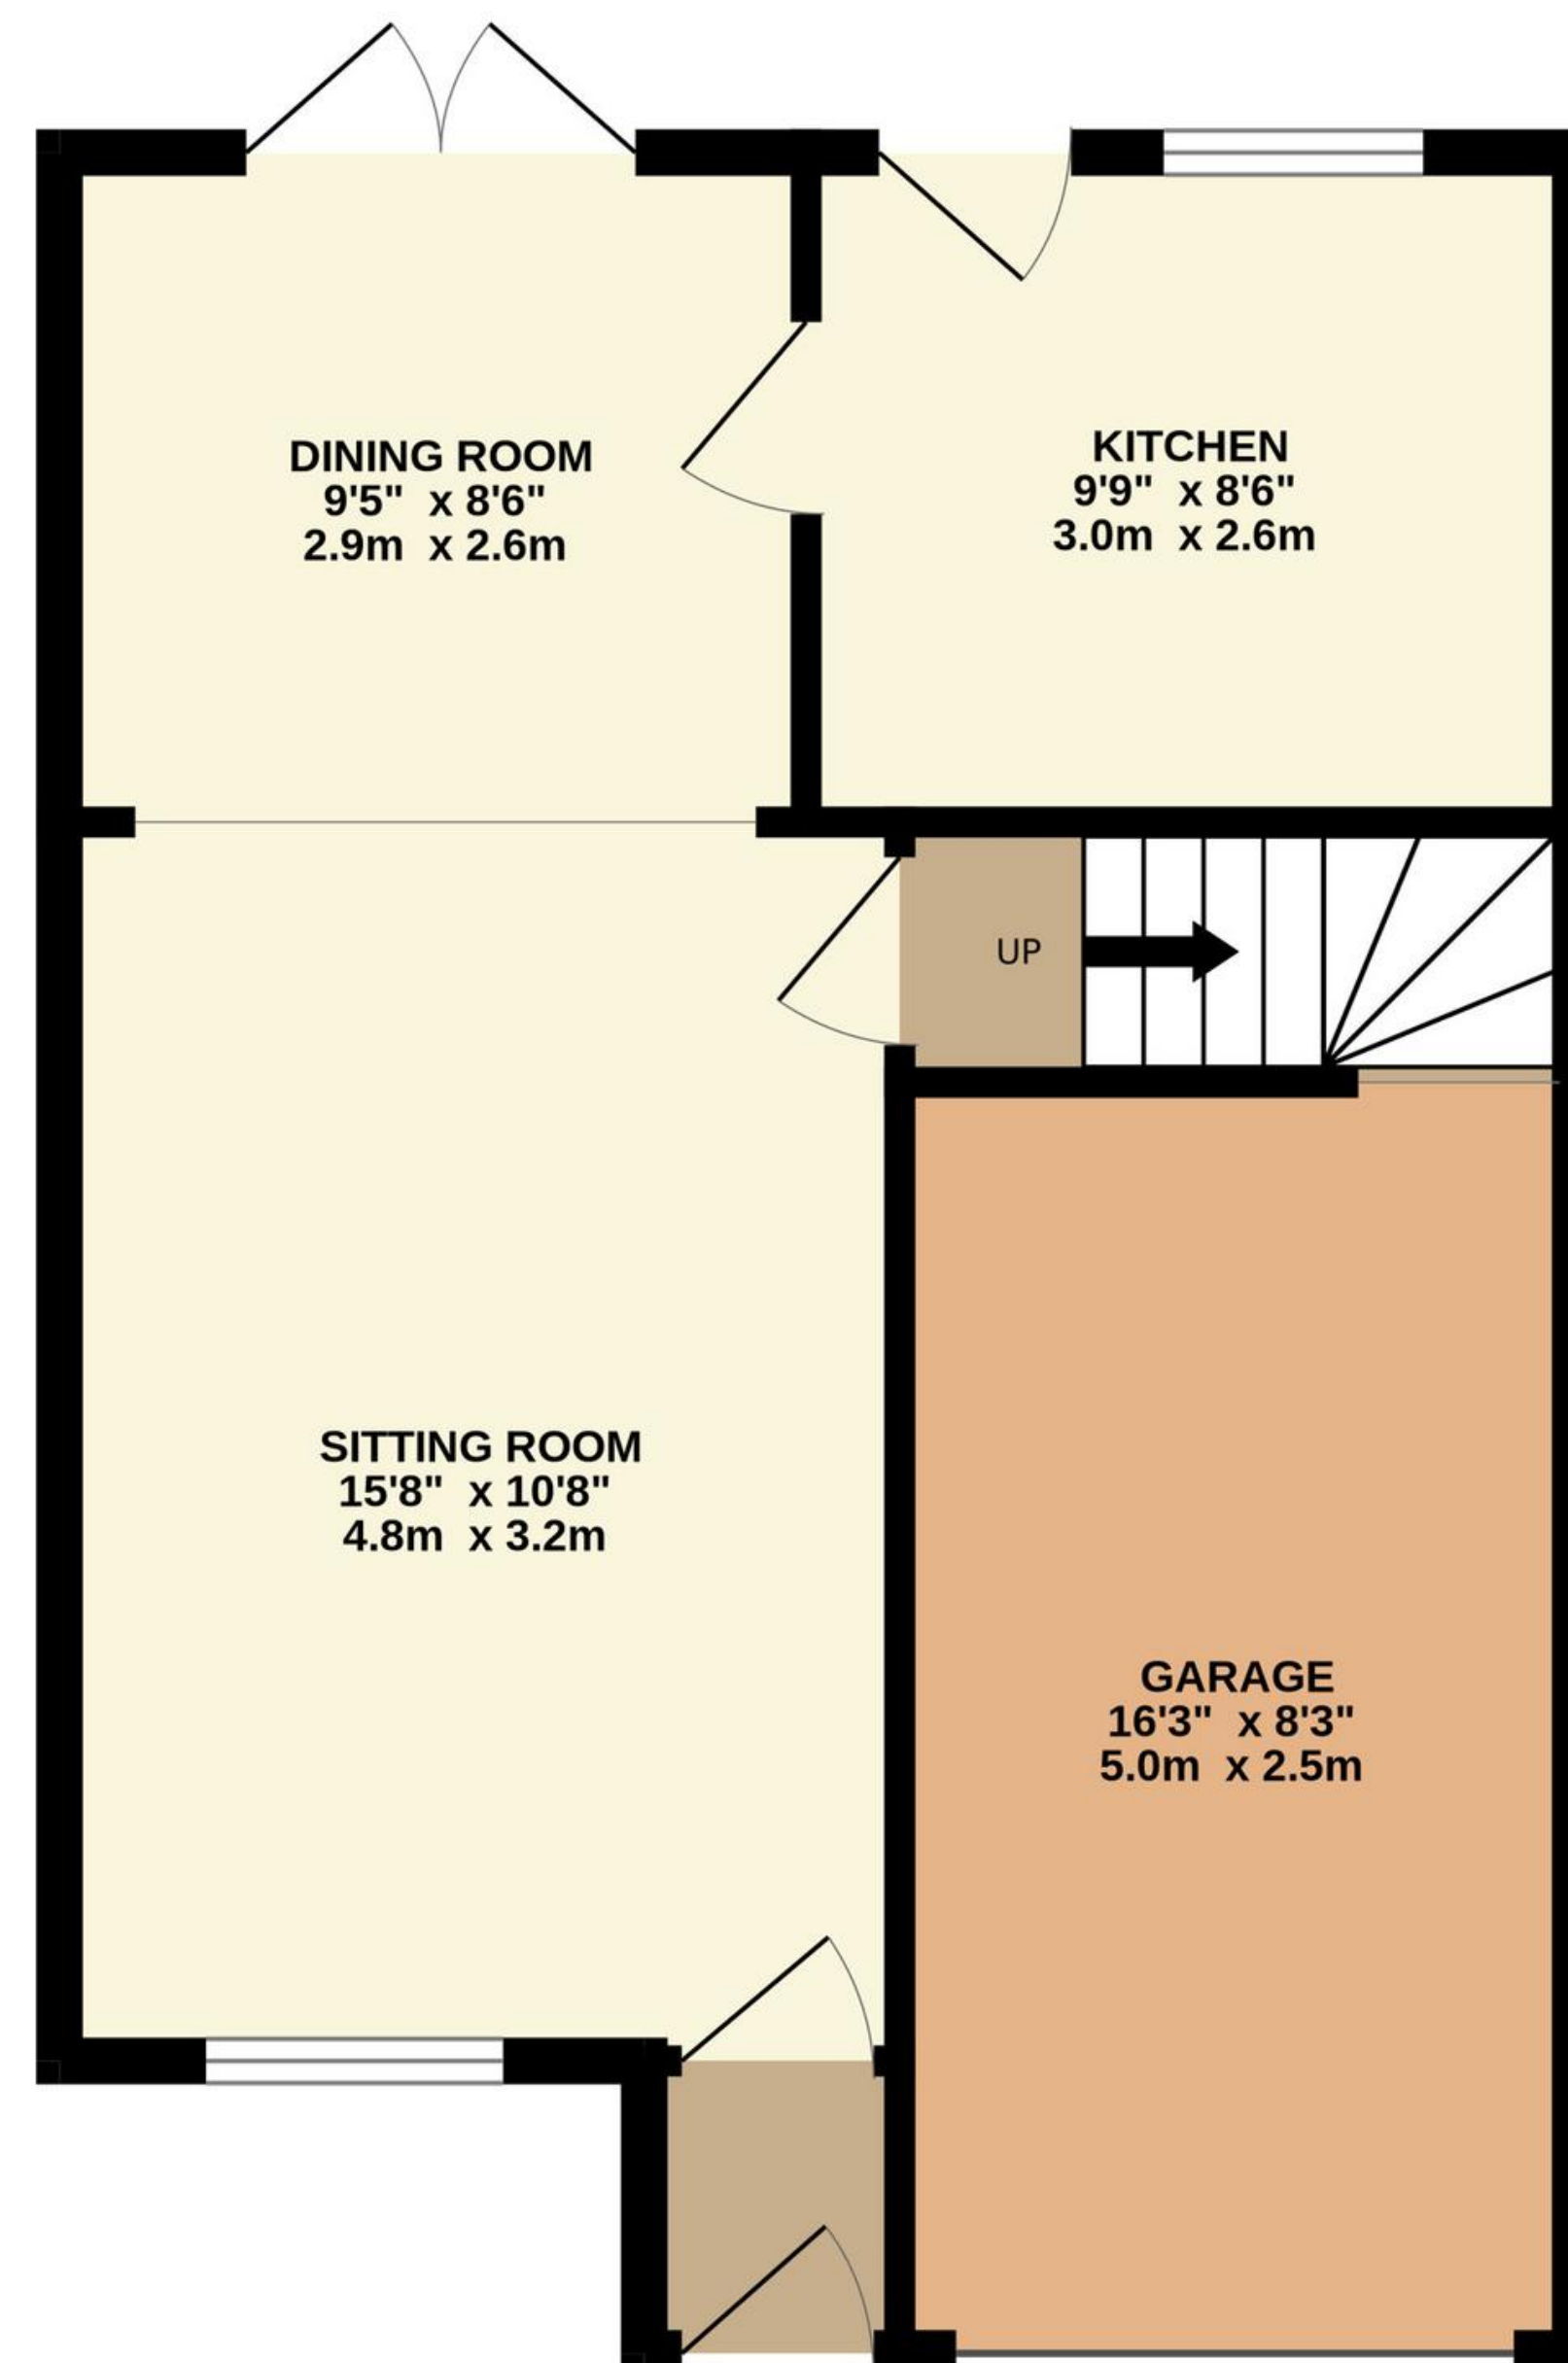 DINING ROOM
9'5" x 8'6"
2.9m x 2.6m
KITCHEN
9'9" x 8'6"
3.0m x 2.6m
UP
SITTING ROOM
15'8" x 10'8"
4.8m x 3.2m
GARAGE
16'3" x 8'3"
5.0m x 2.5m